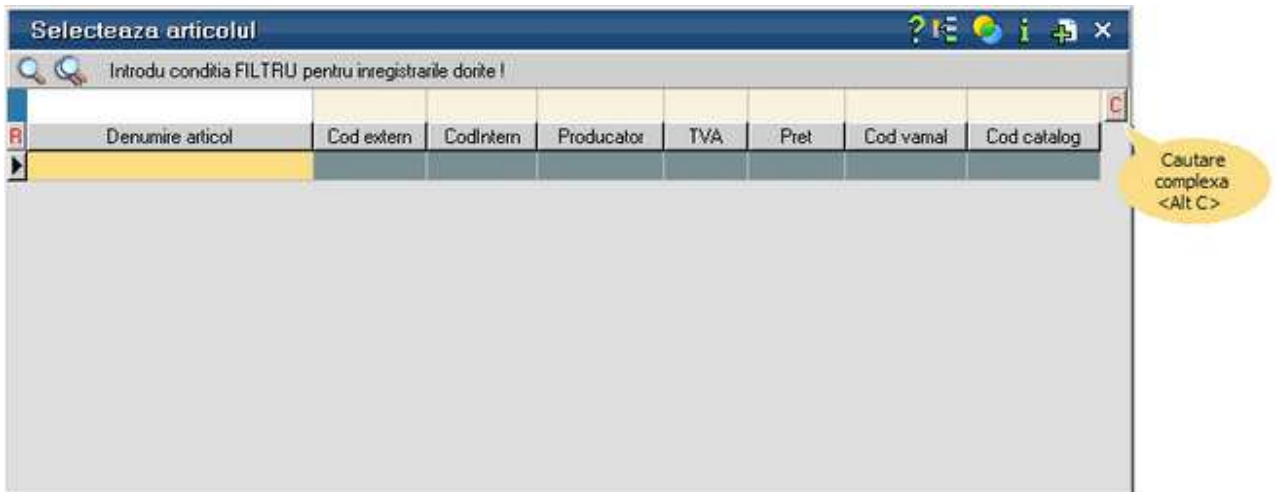 Selecteaza articolul
Introdu conditia FILTRU pentru inregistrarile dorite !
C
R Denumire articol Cod extern CodIntern Producator TVA Pret Cod vamal Cod catalog
Cautare
complexa
<Alt C>